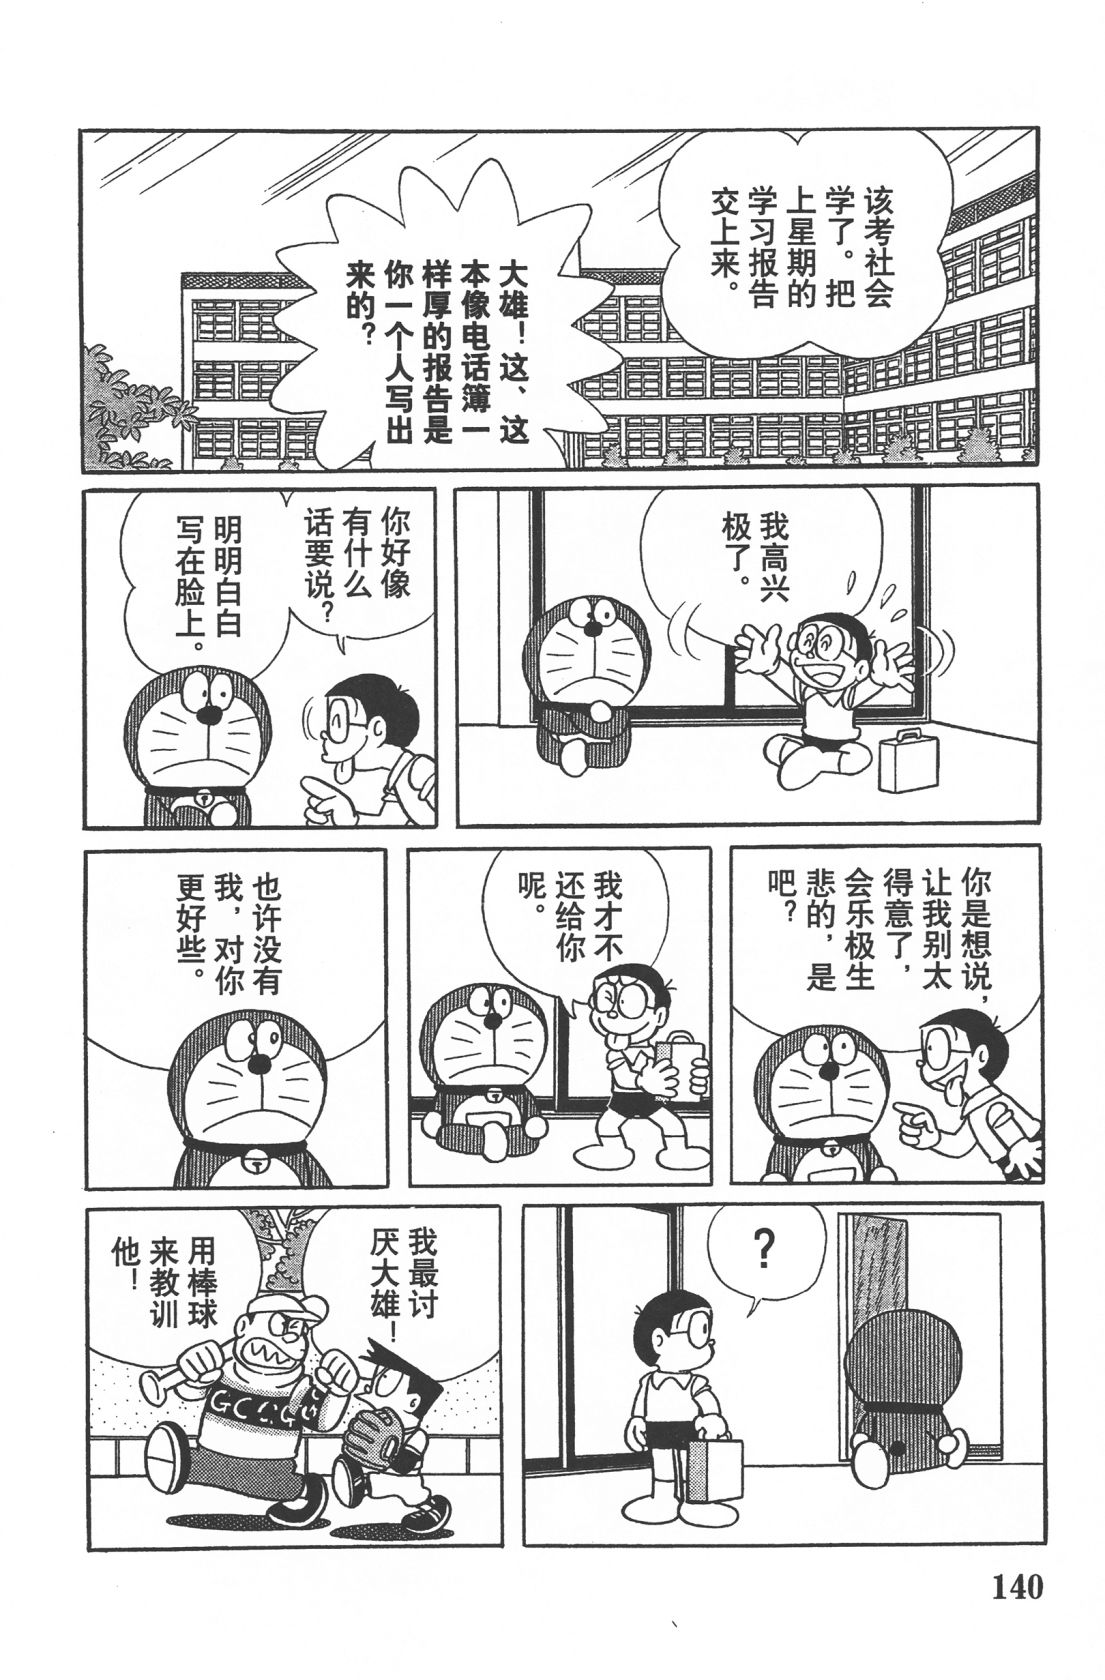 该考社会
学了。把
上星期的
学习报告
交上来。
大雄！这、这
本像电话簿一
样厚的报告是
你一个人写出
来的？
我高兴
极了。
你好像
有什么
话要说？
明明白白
写在脸上。
你是想说，
让我别太
得意了，
会乐极生
悲的，是
吧？
我才不
还给你
呢。
也许没有
我，对你
更好些。
？
我最讨
厌大雄！
用棒球
来教训
他！
GCGG
140